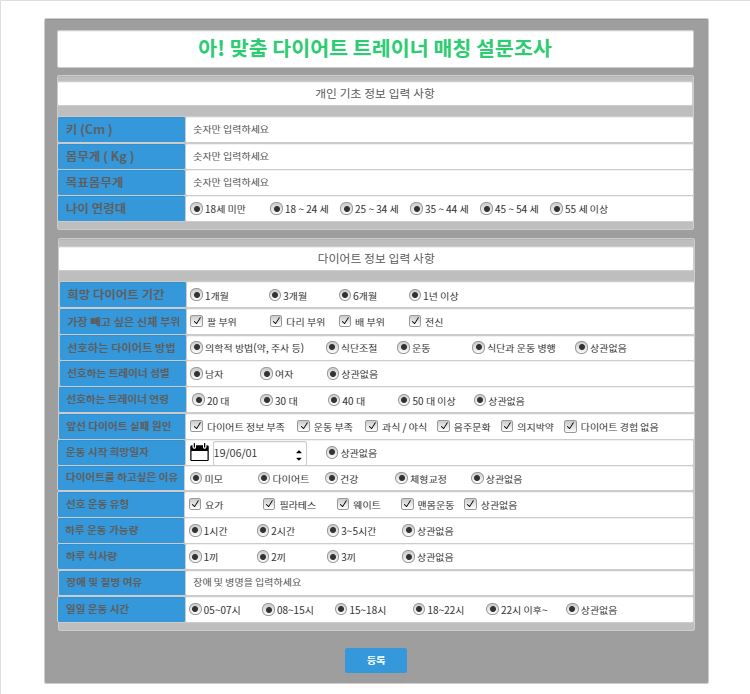 아! 맞춤 다이어트 트레이너 매칭 설문조사
개인 기초 정보 입력 사항
키 (Cm ) 숫자만 입력하세요
몸무게 ( Kg ) 숫자만 입력하세요
목표몸무게 숫자만 입력하세요
나이 연령대 18세 미만 18 ~ 24 세 25 ~ 34 세 35 ~ 44 세 45 ~ 54 세 55 세 이상
다이어트 정보 입력 사항
희망 다이어트 기간 1개월 3개월 6개월 1년 이상
가장 빼고 싶은 신체 부위 팔 부위 다리 부위 배 부위 전신
선호하는 다이어트 방법 의학적 방법(약, 주사 등) 식단조절 운동 식단과 운동 병행 상관없음
선호하는 트레이너 성별 남자 여자 상관없음
선호하는 트레이너 연령 20 대 30 대 40 대 50 대 이상 상관없음
앞선 다이어트 실패 원인 다이어트 정보 부족 운동 부족 과식 / 야식 음주문화 의지박약 다이어트 경험 없음
운동 시작 희망일자 19/06/01 상관없음
다이어트를 하고싶은 이유 미모 다이어트 건강 체형교정 상관없음
선호 운동 유형 요가 필라테스 웨이트 맨몸운동 상관없음
하루 운동 가능량 1시간 2시간 3~5시간 상관없음
하루 식사량 1끼 2끼 3끼 상관없음
장애 및 질병 여유 장애 및 병명을 입력하세요
일일 운동 시간 05~07시 08~15시 15~18시 18~22시 22시 이후~ 상관없음
등록